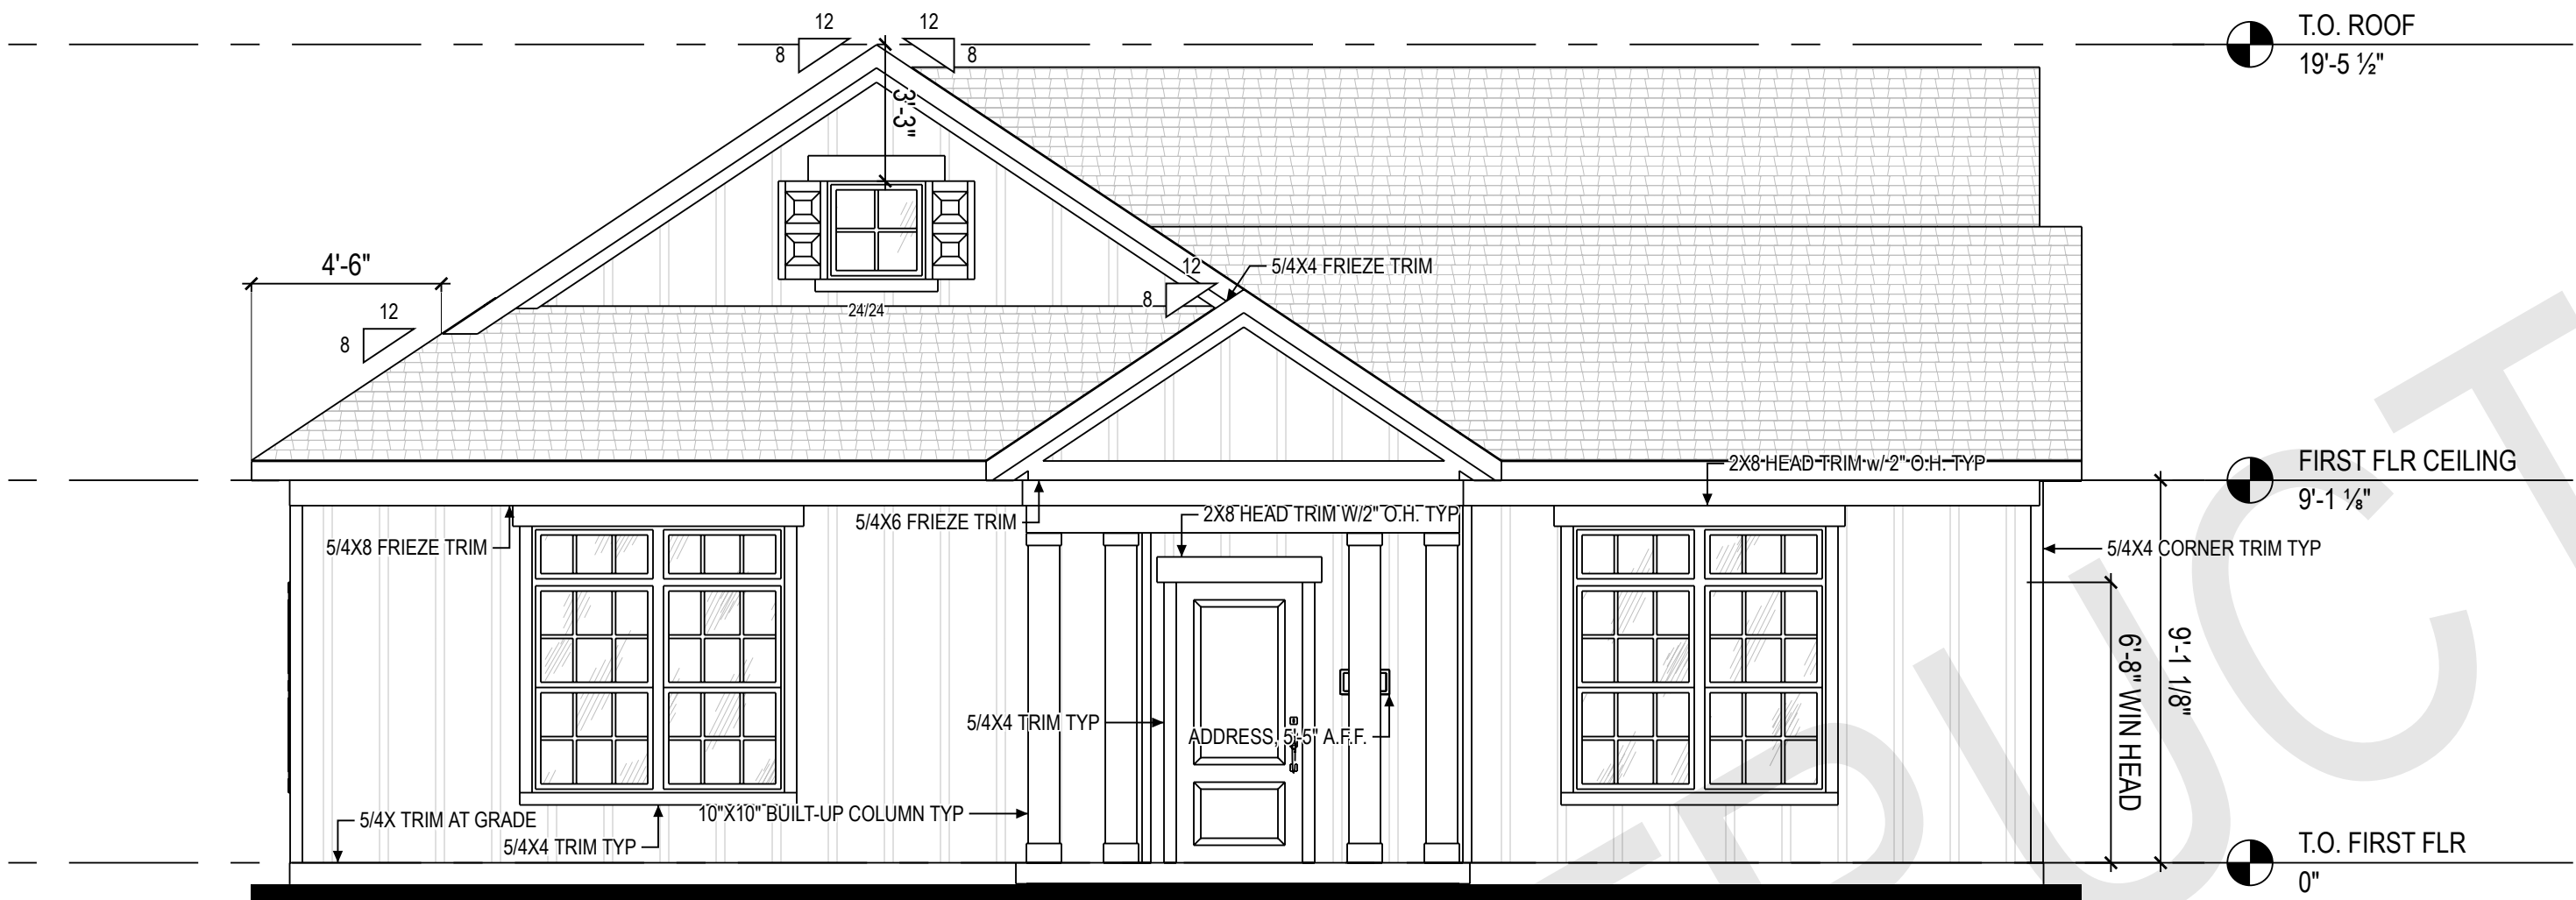 12
12
T.O. ROOF
8
8
19'-5 ½"
3'-3"
4'-6"
12
5/4X4 FRIEZE TRIM
12
8
24/24
8
2X8 HEAD TRIM w/ 2" O.H. TYP
FIRST FLR CEILING
9'-1 ⅛"
5/4X6 FRIEZE TRIM
2X8 HEAD TRIM W/2" O.H. TYP
5/4X8 FRIEZE TRIM
5/4X4 CORNER TRIM TYP
6'-8" WIN HEAD
9'-1 1/8"
5/4X4 TRIM TYP
ADDRESS, 5'-5" A.F.F.
10"X10" BUILT-UP COLUMN TYP
5/4X TRIM AT GRADE
5/4X4 TRIM TYP
T.O. FIRST FLR
0"